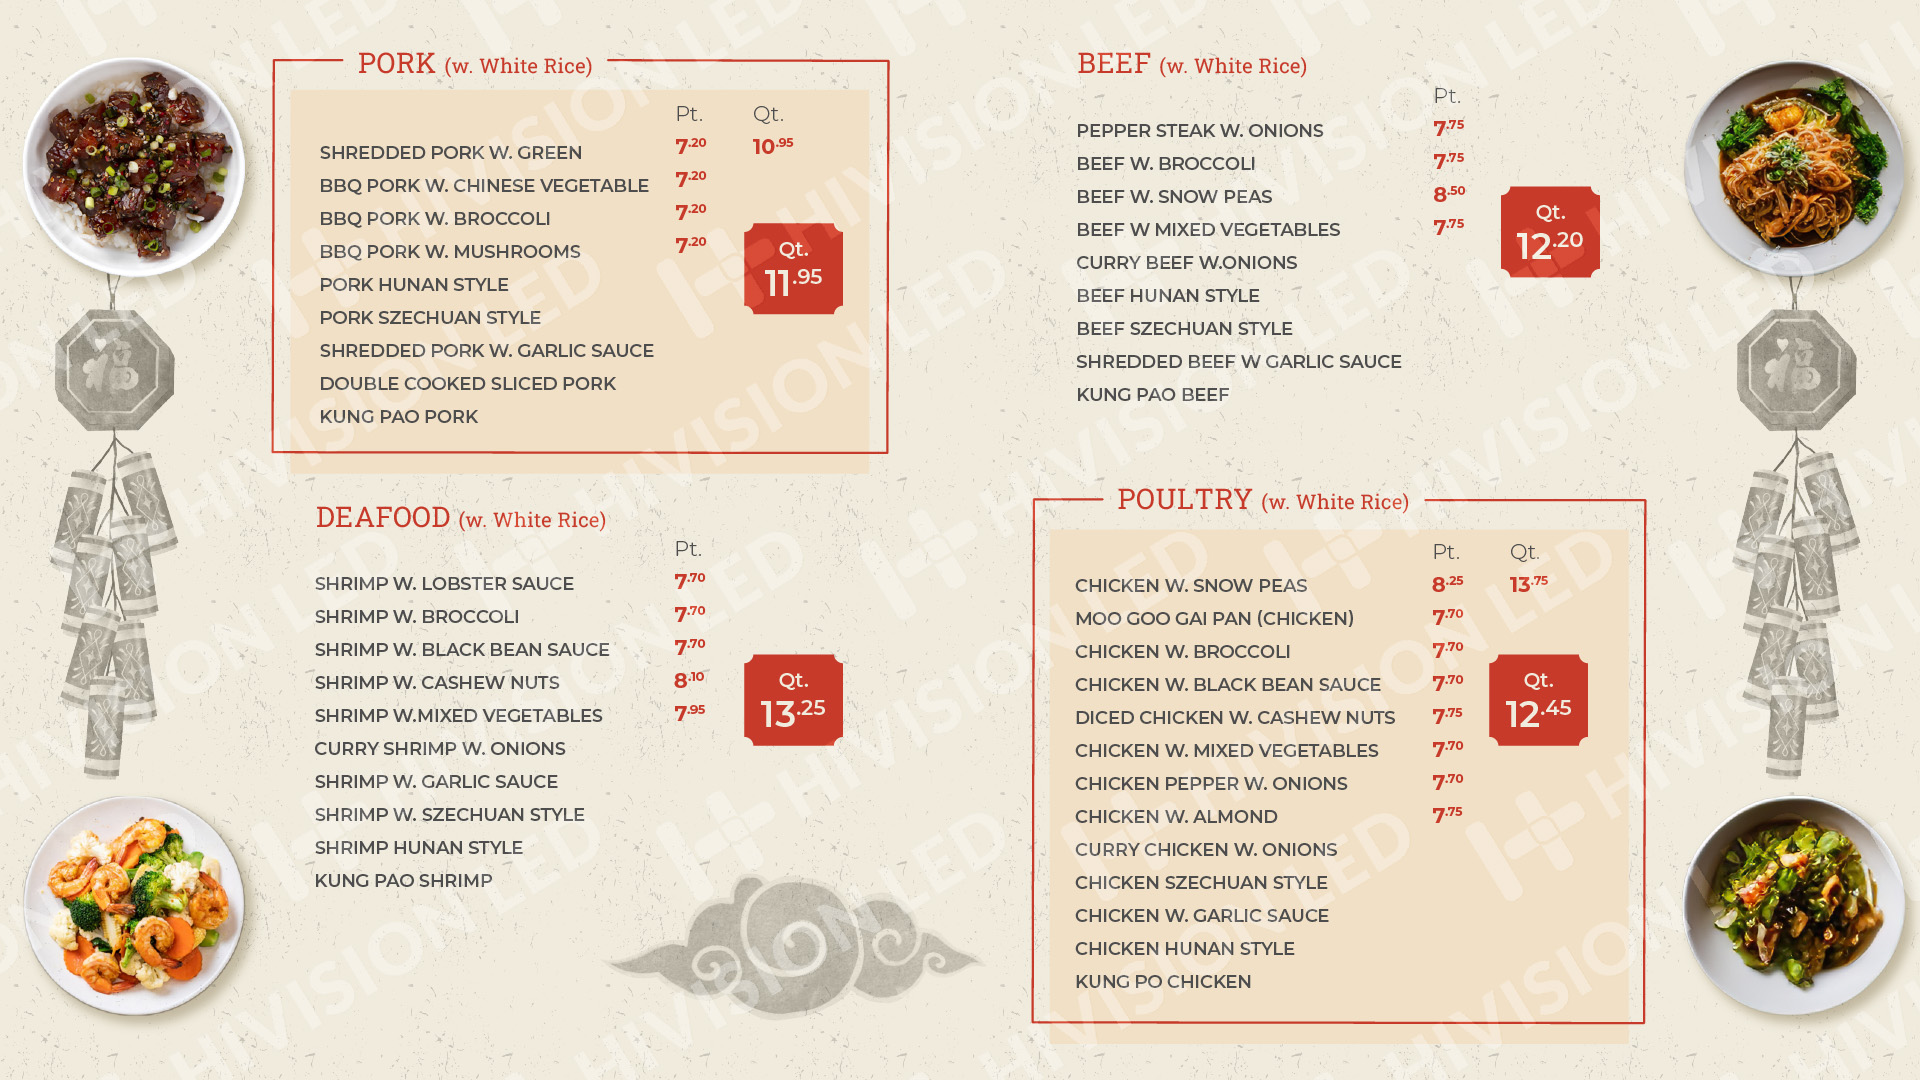 PORK (w. White Rice)
Pt. Qt.
SHREDDED PORK W. GREEN 7.20 10.95
BBQ PORK W. CHINESE VEGETABLE 7.20
BBQ PORK W. BROCCOLI 7.20
BBQ PORK W. MUSHROOMS 7.20
PORK HUNAN STYLE
PORK SZECHUAN STYLE
SHREDDED PORK W. GARLIC SAUCE
DOUBLE COOKED SLICED PORK
KUNG PAO PORK
Qt.
11.95
DEAFOOD (w. White Rice)
Pt.
SHRIMP W. LOBSTER SAUCE 7.70
SHRIMP W. BROCCOLI 7.70
SHRIMP W. BLACK BEAN SAUCE 7.70
SHRIMP W. CASHEW NUTS 8.10
SHRIMP W.MIXED VEGETABLES 7.95
CURRY SHRIMP W. ONIONS
SHRIMP W. GARLIC SAUCE
SHRIMP W. SZECHUAN STYLE
SHRIMP HUNAN STYLE
KUNG PAO SHRIMP
Qt.
13.25
BEEF (w. White Rice)
Pt.
PEPPER STEAK W. ONIONS 7.75
BEEF W. BROCCOLI 7.75
BEEF W. SNOW PEAS 8.50
BEEF W MIXED VEGETABLES 7.75
CURRY BEEF W.ONIONS
BEEF HUNAN STYLE
BEEF SZECHUAN STYLE
SHREDDED BEEF W GARLIC SAUCE
KUNG PAO BEEF
Qt.
12.20
POULTRY (w. White Rice)
Pt. Qt.
CHICKEN W. SNOW PEAS 8.25 13.75
MOO GOO GAI PAN (CHICKEN) 7.70
CHICKEN W. BROCCOLI 7.70
CHICKEN W. BLACK BEAN SAUCE 7.70
DICED CHICKEN W. CASHEW NUTS 7.75
CHICKEN W. MIXED VEGETABLES 7.70
CHICKEN PEPPER W. ONIONS 7.70
CHICKEN W. ALMOND 7.75
CURRY CHICKEN W. ONIONS
CHICKEN SZECHUAN STYLE
CHICKEN W. GARLIC SAUCE
CHICKEN HUNAN STYLE
KUNG PO CHICKEN
Qt.
12.45
福
福
HIVISION LED